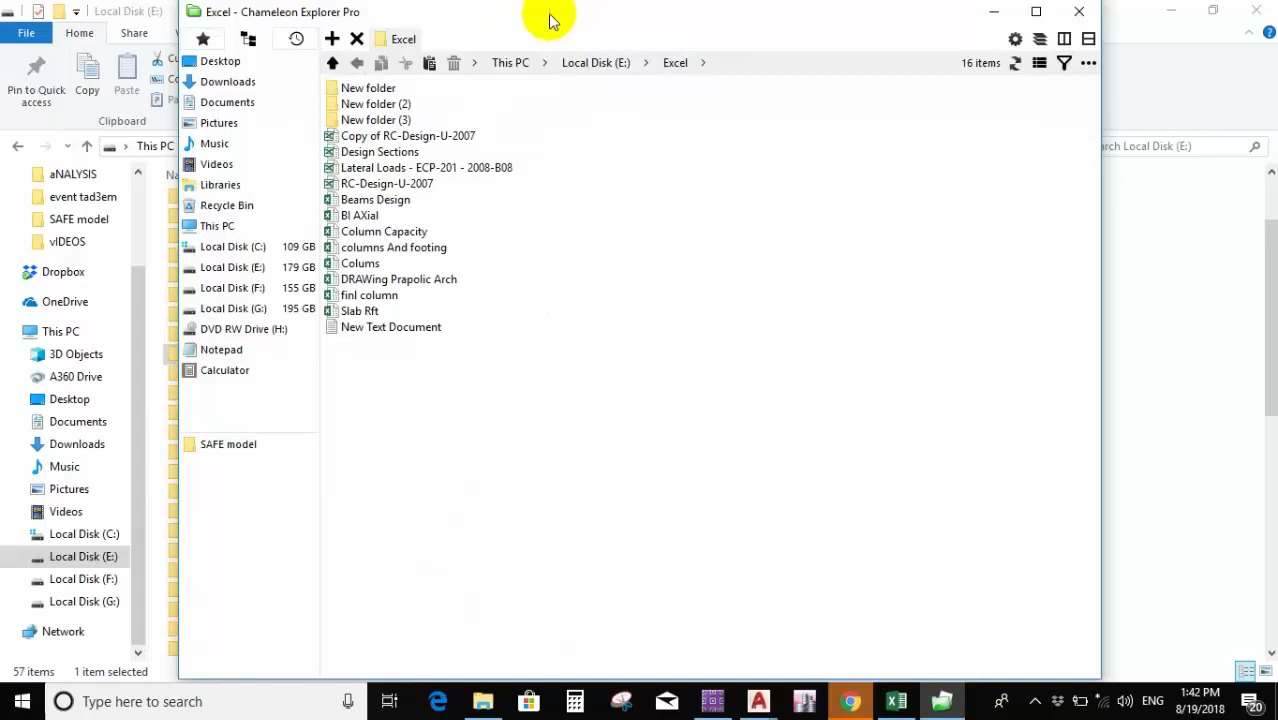 Local Disk (E:)
File
Home
Share
Pin to Quick
access
Copy
Paste
Clipboard
This PC
Local Disk (E:)
aNALYSIS
event tad3em
SAFE model
vIDEOS
Dropbox
OneDrive
This PC
3D Objects
A360 Drive
Desktop
Documents
Downloads
Music
Pictures
Videos
Local Disk (C:)
Local Disk (E:)
Local Disk (F:)
Local Disk (G:)
Network
57 items
1 item selected
Excel - Chameleon Explorer Pro
Excel
This PC
Local Disk (E:)
Excel
16 items
Desktop
Downloads
Documents
Pictures
Music
Videos
Libraries
Recycle Bin
This PC
Local Disk (C:) 109 GB
Local Disk (E:) 179 GB
Local Disk (F:) 155 GB
Local Disk (G:) 195 GB
DVD RW Drive (H:)
Notepad
Calculator
SAFE model
New folder
New folder (2)
New folder (3)
Copy of RC-Design-U-2007
Design Sections
Lateral Loads - ECP-201 - 2008-B08
RC-Design-U-2007
Beams Design
BI AXial
Column Capacity
columns And footing
Colums
DRAWing Prapolic Arch
finl column
Slab Rft
New Text Document
Type here to search
ENG
1:42 PM
8/19/2018
20